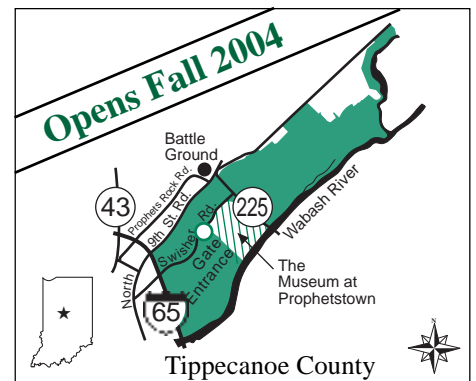 Opens Fall 2004
Battle
Ground
Prophets Rock Rd.
43
9th St. Rd.
225
Swisher Rd.
Wabash River
Gate
Entrance
The
Museum at
Prophetstown
North
65
Tippecanoe County